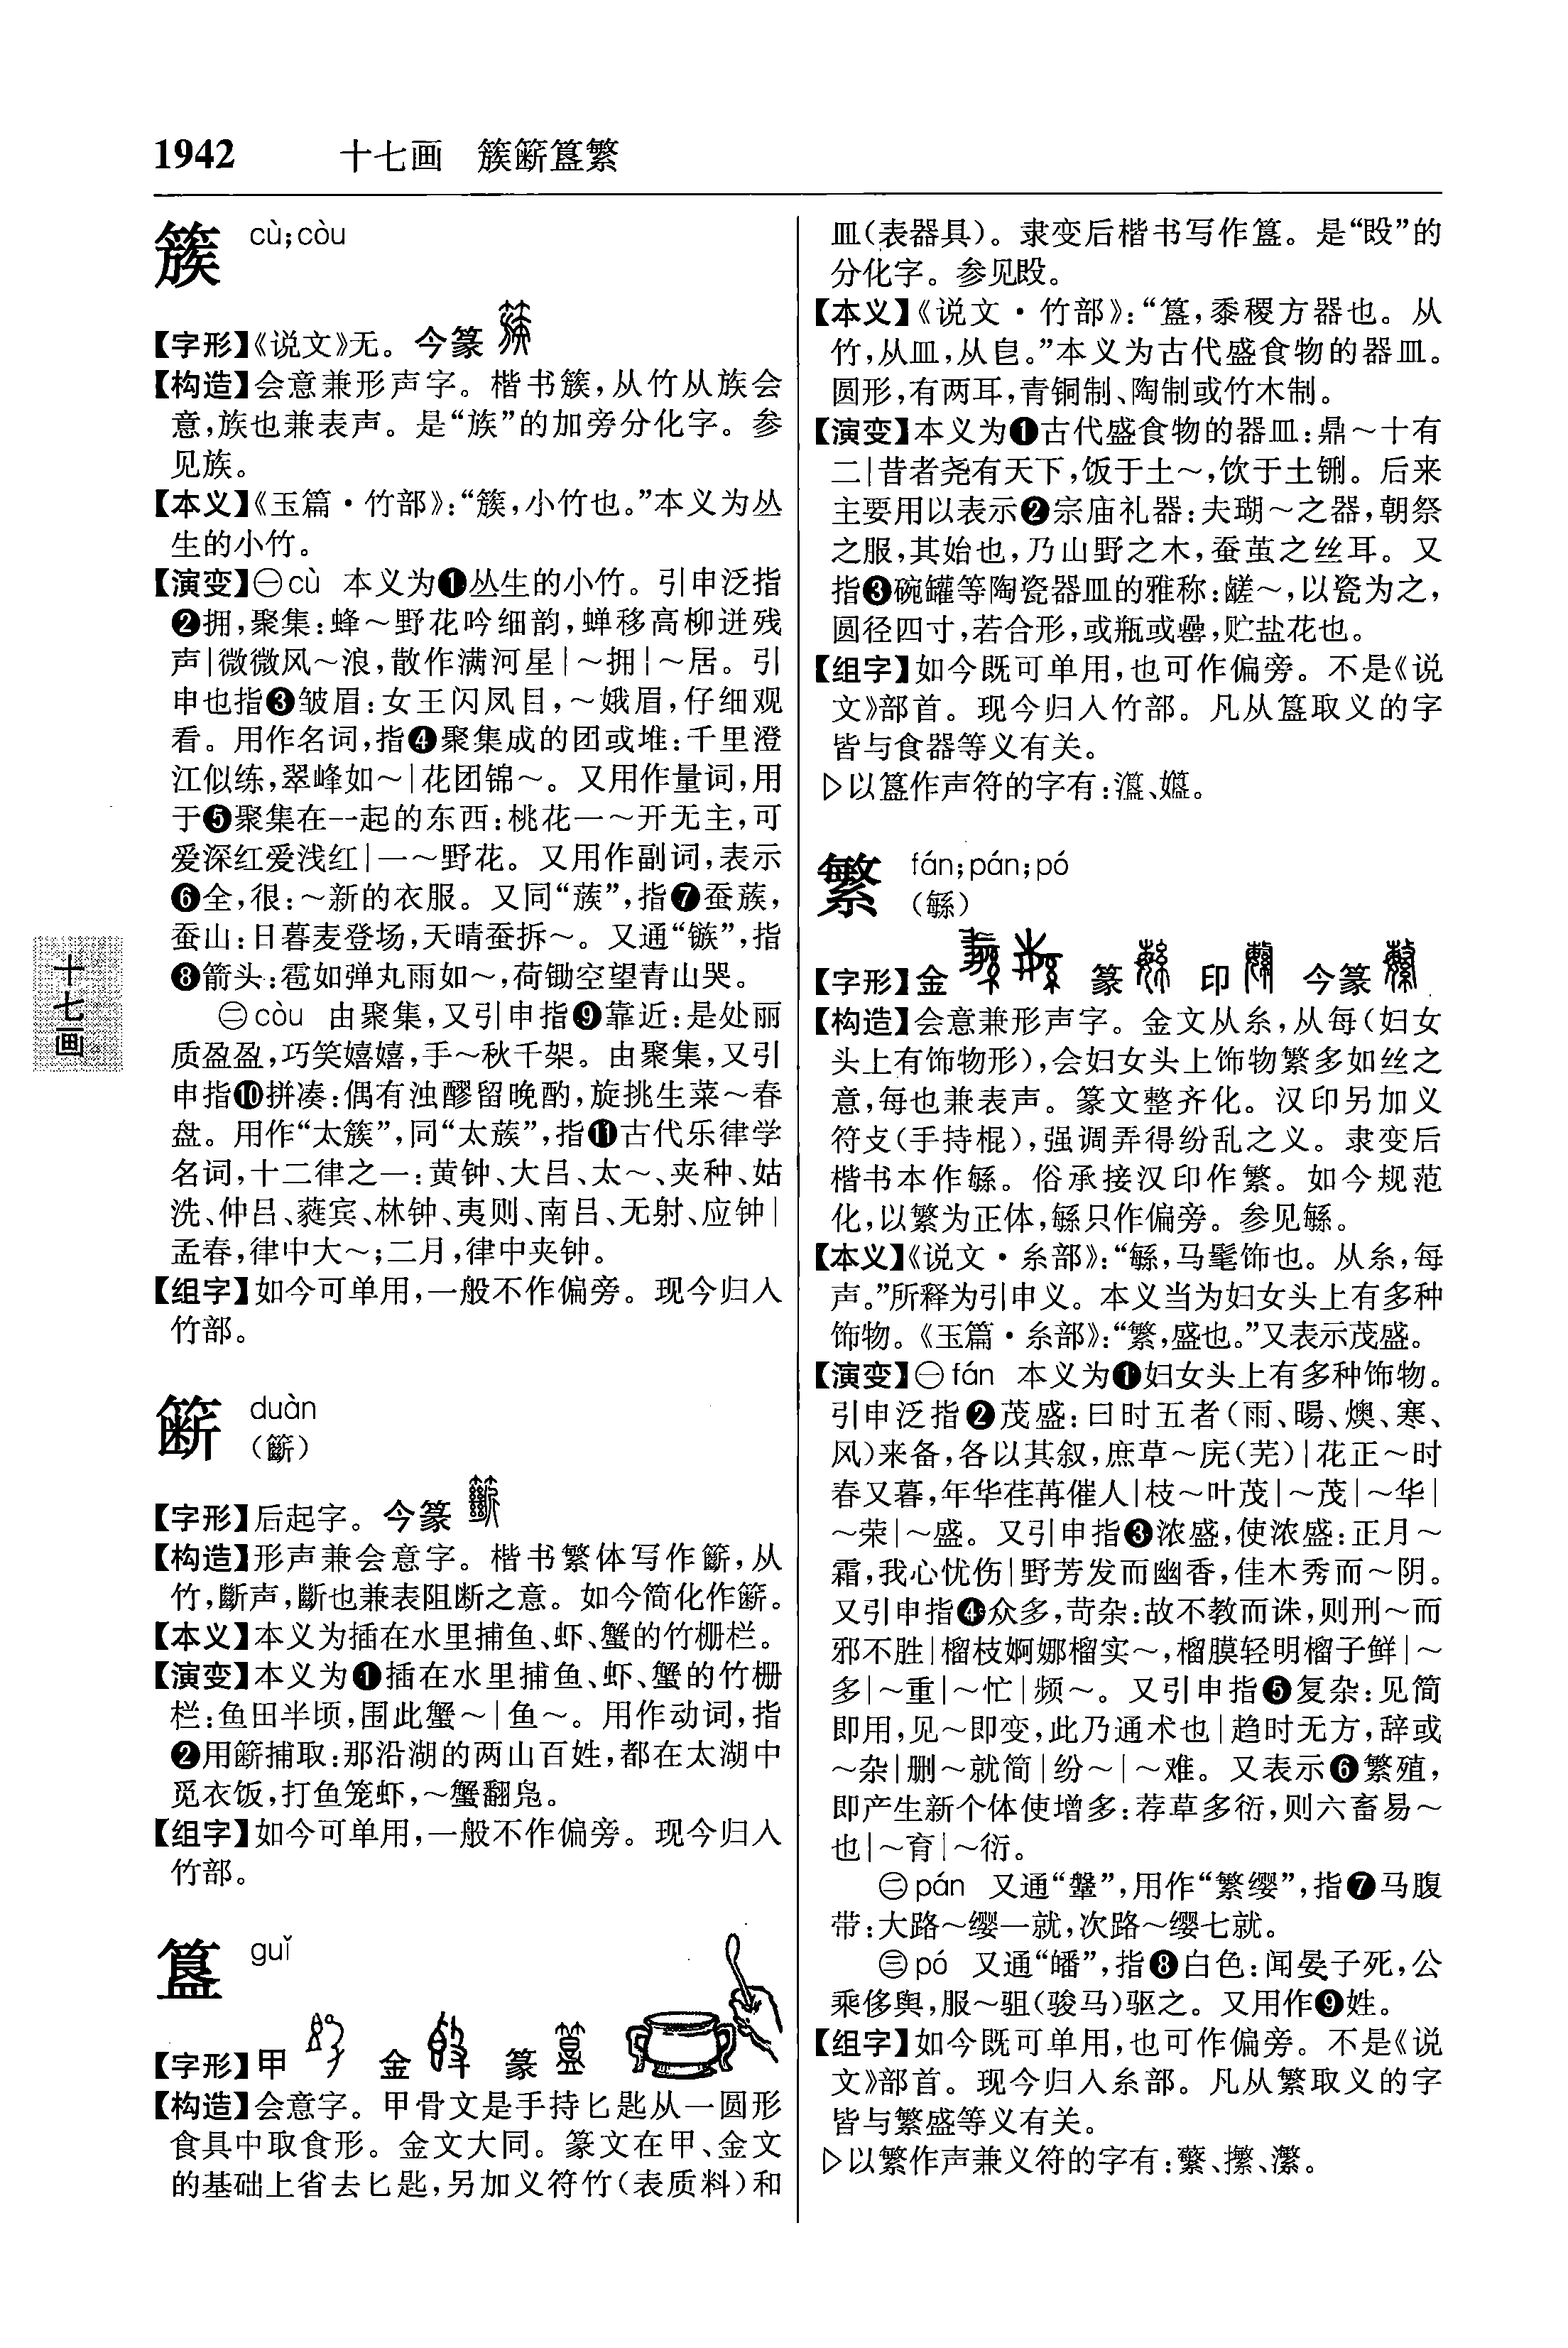 1942 十七画 簇簖簋繁
簇 cù;còu
【字形】《说文》无。今篆
【构造】会意兼形声字。楷书簇,从竹从族会
意,族也兼表声。是“族”的加旁分化字。参
见族。
【本义】《玉篇·竹部》:“簇,小竹也。”本义为丛
生的小竹。
【演变】㊀cù 本义为❶丛生的小竹。引申泛指
❷拥,聚集:蜂～野花吟细韵,蝉移高柳迸残
声|微微风～浪,散作满河星|～拥|～居。引
申也指❸皱眉:女王闪凤目,～娥眉,仔细观
看。用作名词,指❹聚集成的团或堆:千里澄
江似练,翠峰如～|花团锦～。又用作量词,用
于❺聚集在一起的东西:桃花一～开无主,可
爱深红爱浅红|一～野花。又用作副词,表示
❻全,很:～新的衣服。又同“蔟”,指❼蚕蔟,
蚕山:日暮麦登场,天晴蚕拆～。又通“镞”,指
❽箭头:雹如弹丸雨如～,荷锄空望青山哭。
㊁còu 由聚集,又引申指❾靠近:是处丽
质盈盈,巧笑嬉嬉,手～秋千架。由聚集,又引
申指❿拼凑:偶有浊醪留晚酌,旋挑生菜～春
盘。用作“太簇”,同“太蔟”,指⓫古代乐律学
名词,十二律之一:黄钟、大吕、太～、夹种、姑
洗、仲吕、蕤宾、林钟、夷则、南吕、无射、应钟|
孟春,律中大～;二月,律中夹钟。
【组字】如今可单用,一般不作偏旁。现今归入
竹部。
簖 duàn
(籪)
【字形】后起字。今篆
【构造】形声兼会意字。楷书繁体写作籪,从
竹,斷声,斷也兼表阻断之意。如今简化作簖。
【本义】本义为插在水里捕鱼、虾、蟹的竹栅栏。
【演变】本义为❶插在水里捕鱼、虾、蟹的竹栅
栏:鱼田半顷,围此蟹～|鱼～。用作动词,指
❷用簖捕取:那沿湖的两山百姓,都在太湖中
觅衣饭,打鱼笼虾,～蟹翻凫。
【组字】如今可单用,一般不作偏旁。现今归入
竹部。
簋 guǐ
【字形】甲 金 篆
【构造】会意字。甲骨文是手持匕匙从一圆形
食具中取食形。金文大同。篆文在甲、金文
的基础上省去匕匙,另加义符竹(表质料)和
皿(表器具)。隶变后楷书写作簋。是“𣪘”的
分化字。参见𣪘。
【本义】《说文·竹部》:“簋,黍稷方器也。从
竹,从皿,从皀。”本义为古代盛食物的器皿。
圆形,有两耳,青铜制、陶制或竹木制。
【演变】本义为❶古代盛食物的器皿:鼎～十有
二|昔者尧有天下,饭于土～,饮于土铏。后来
主要用以表示❷宗庙礼器:夫瑚～之器,朝祭
之服,其始也,乃山野之木,蚕茧之丝耳。又
指❸碗罐等陶瓷器皿的雅称:鹾～,以瓷为之,
圆径四寸,若合形,或瓶或罍,贮盐花也。
【组字】如今既可单用,也可作偏旁。不是《说
文》部首。现今归入竹部。凡从簋取义的字
皆与食器等义有关。
▷以簋作声符的字有:
十七画
繁 fán;pán;pó
(緐)
【字形】金 篆 印 今篆
【构造】会意兼形声字。金文从糸,从每(妇女
头上有饰物形),会妇女头上饰物繁多如丝之
意,每也兼表声。篆文整齐化。汉印另加义
符攴(手持棍),强调弄得纷乱之义。隶变后
楷书本作緐。俗承接汉印作繁。如今规范
化,以繁为正体,緐只作偏旁。参见緐。
【本义】《说文·糸部》:“緐,马髦饰也。从糸,每
声。”所释为引申义。本义当为妇女头上有多种
饰物。《玉篇·糸部》:“繁,盛也。”又表示茂盛。
【演变】㊀fán 本义为❶妇女头上有多种饰物。
引申泛指❷茂盛:曰时五者(雨、暘、燠、寒、
风)来备,各以其叙,庶草～庑(芜)|花正～时
春又暮,年华荏苒催人|枝～叶茂|～茂|～华|
～荣|～盛。又引申指❸浓盛,使浓盛:正月～
霜,我心忧伤|野芳发而幽香,佳木秀而～阴。
又引申指❹众多,苛杂:故不教而诛,则刑～而
邪不胜|榴枝婀娜榴实～,榴膜轻明榴子鲜|～
多|～重|～忙|频～。又引申指❺复杂:见简
即用,见～即变,此乃通术也|趋时无方,辞或
～杂|删～就简|纷～|～难。又表示❻繁殖,
即产生新个体使增多:荐草多衍,则六畜易～
也|～育|～衍。
㊁pán 又通“鞶”,用作“繁缨”,指❼马腹
带:大路～缨一就,次路～缨七就。
㊂pó 又通“皤”,指❽白色:闻晏子死,公
乘侈舆,服～驵(骏马)驱之。又用作❾姓。
【组字】如今既可单用,也可作偏旁。不是《说
文》部首。现今归入糸部。凡从繁取义的字
皆与繁盛等义有关。
▷以繁作声兼义符的字有:蘩、㩯、瀿。